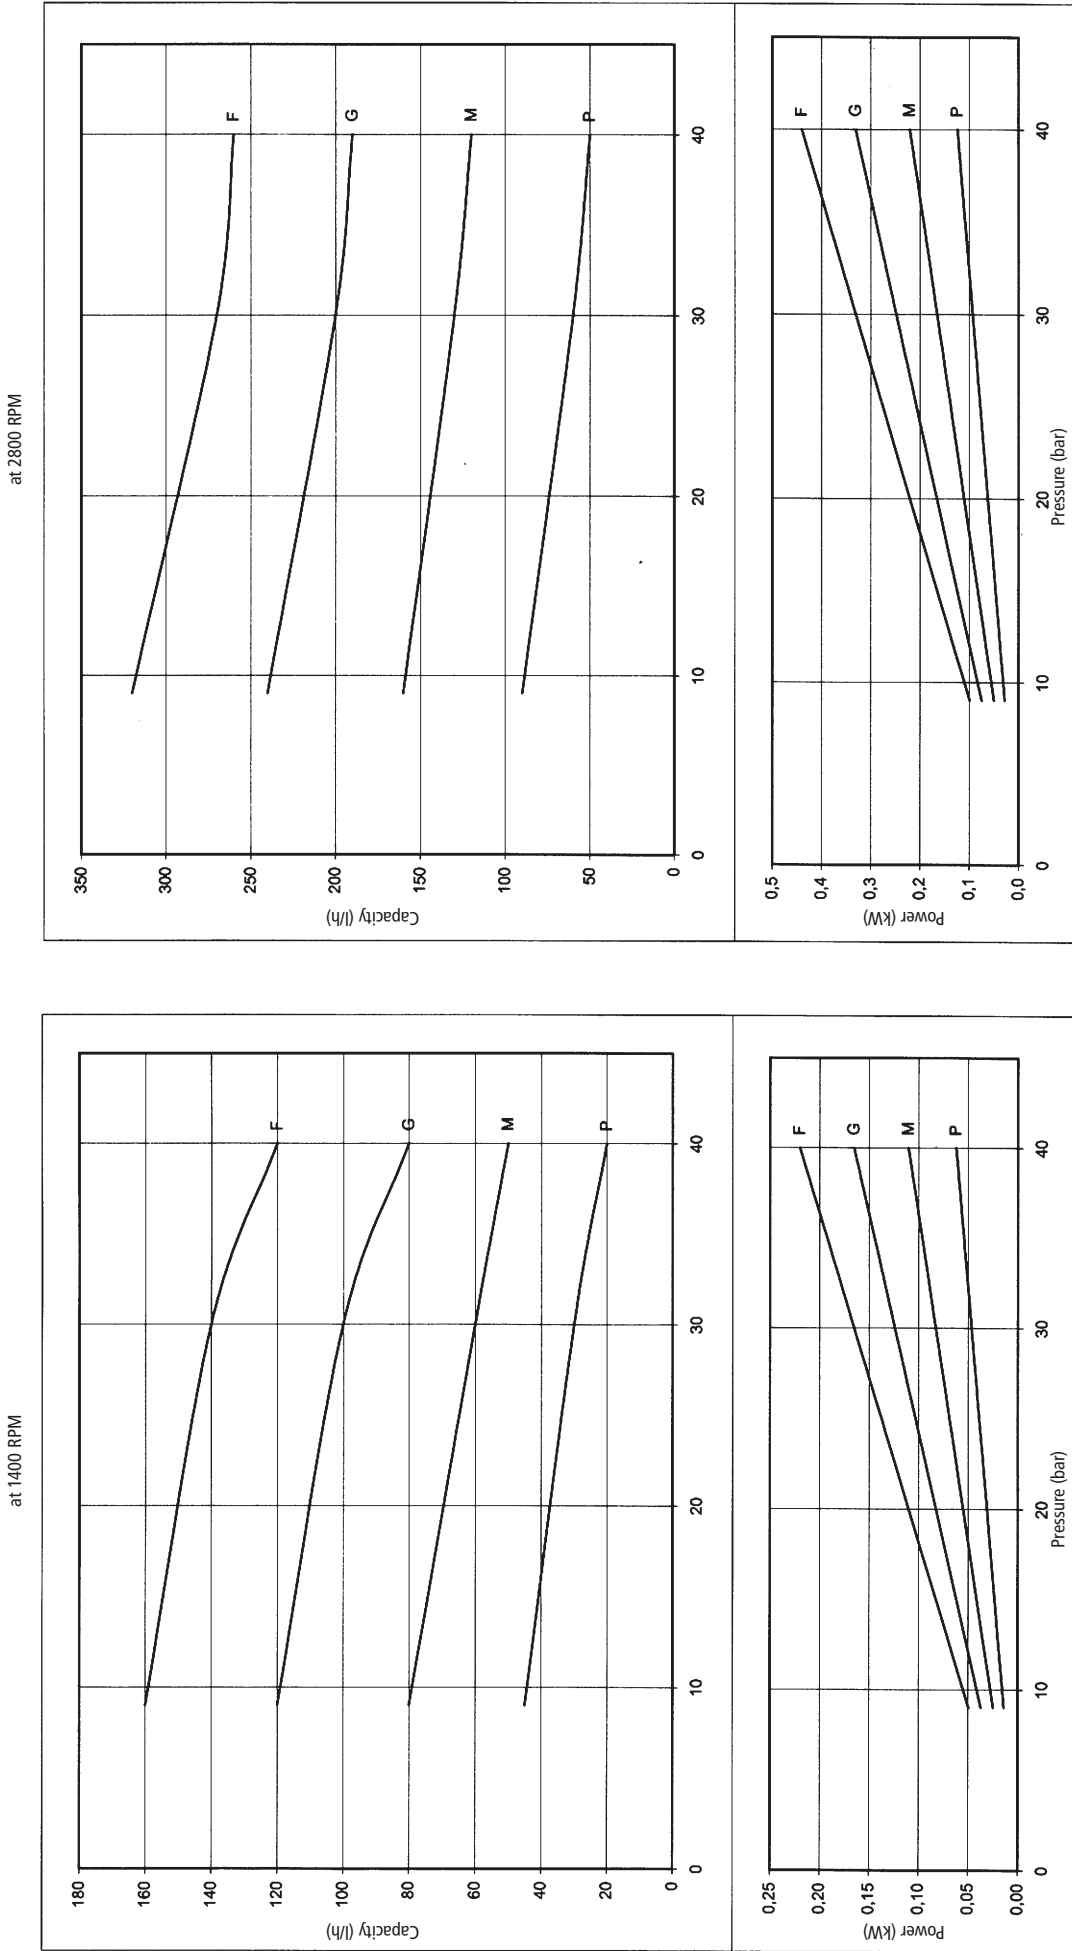 at 1400 RPM
Capacity (l/h)
180
160
140
120
100
80
60
40
20
0
0
10
20
30
40
F
G
M
P
Power (kW)
0,25
0,20
0,15
0,10
0,05
0,00
0
10
20
30
40
F
G
M
P
Pressure (bar)
at 2800 RPM
Capacity (l/h)
350
300
250
200
150
100
50
0
0
10
20
30
40
F
G
M
P
Power (kW)
0,5
0,4
0,3
0,2
0,1
0,0
0
10
20
30
40
F
G
M
P
Pressure (bar)